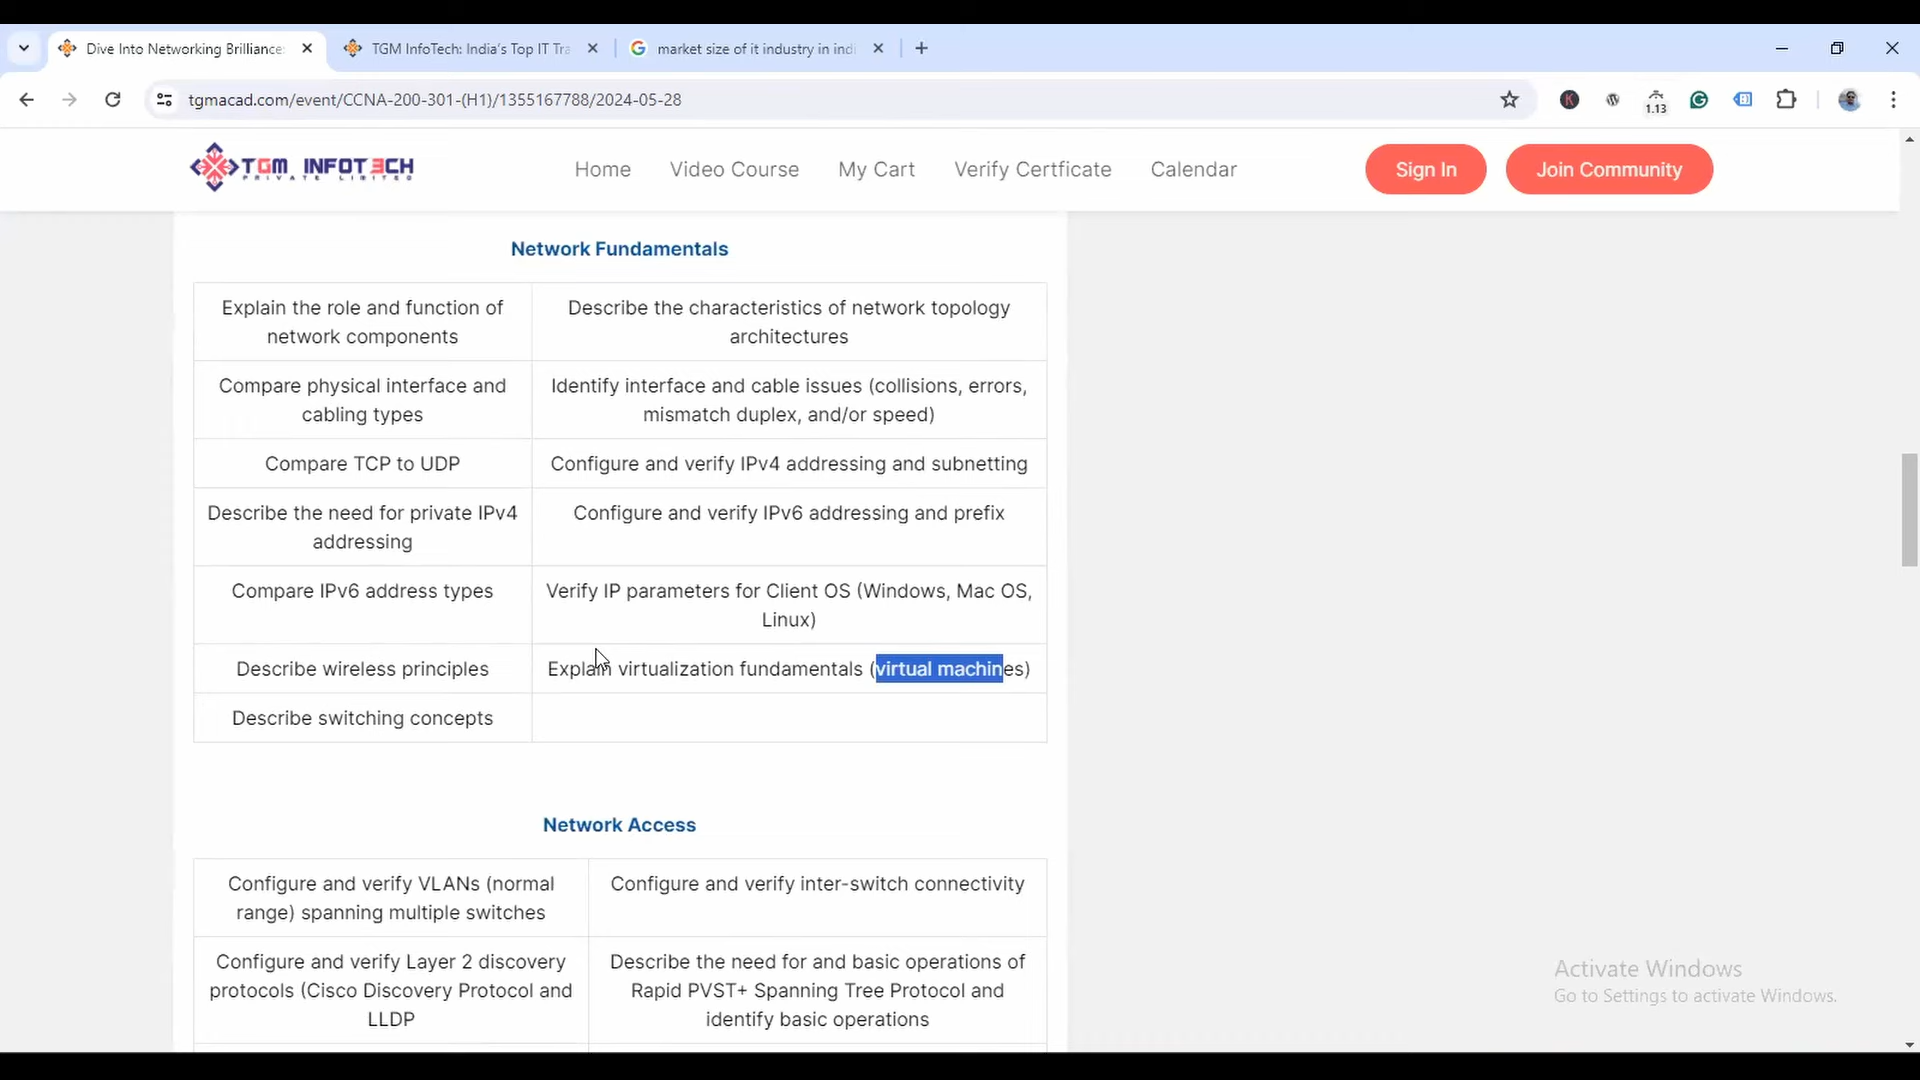 Dive Into Networking Brilliance:
TGM InfoTech: India's Top IT Tra
market size of it industry in indi
tgmacad.com/event/CCNA-200-301-(H1)/1355167788/2024-05-28
1.13
TGM INFOT3CH
PRIVATE LIMITED
Home
Video Course
My Cart
Verify Certficate
Calendar
Sign In
Join Community
Network Fundamentals
Explain the role and function of
network components
Describe the characteristics of network topology
architectures
Compare physical interface and
cabling types
Identify interface and cable issues (collisions, errors,
mismatch duplex, and/or speed)
Compare TCP to UDP
Configure and verify IPv4 addressing and subnetting
Describe the need for private IPv4
addressing
Configure and verify IPv6 addressing and prefix
Compare IPv6 address types
Verify IP parameters for Client OS (Windows, Mac OS,
Linux)
Describe wireless principles
Explain virtualization fundamentals (virtual machines)
Describe switching concepts
Network Access
Configure and verify VLANs (normal
range) spanning multiple switches
Configure and verify inter-switch connectivity
Configure and verify Layer 2 discovery
protocols (Cisco Discovery Protocol and
LLDP
Describe the need for and basic operations of
Rapid PVST+ Spanning Tree Protocol and
identify basic operations
Activate Windows
Go to Settings to activate Windows.